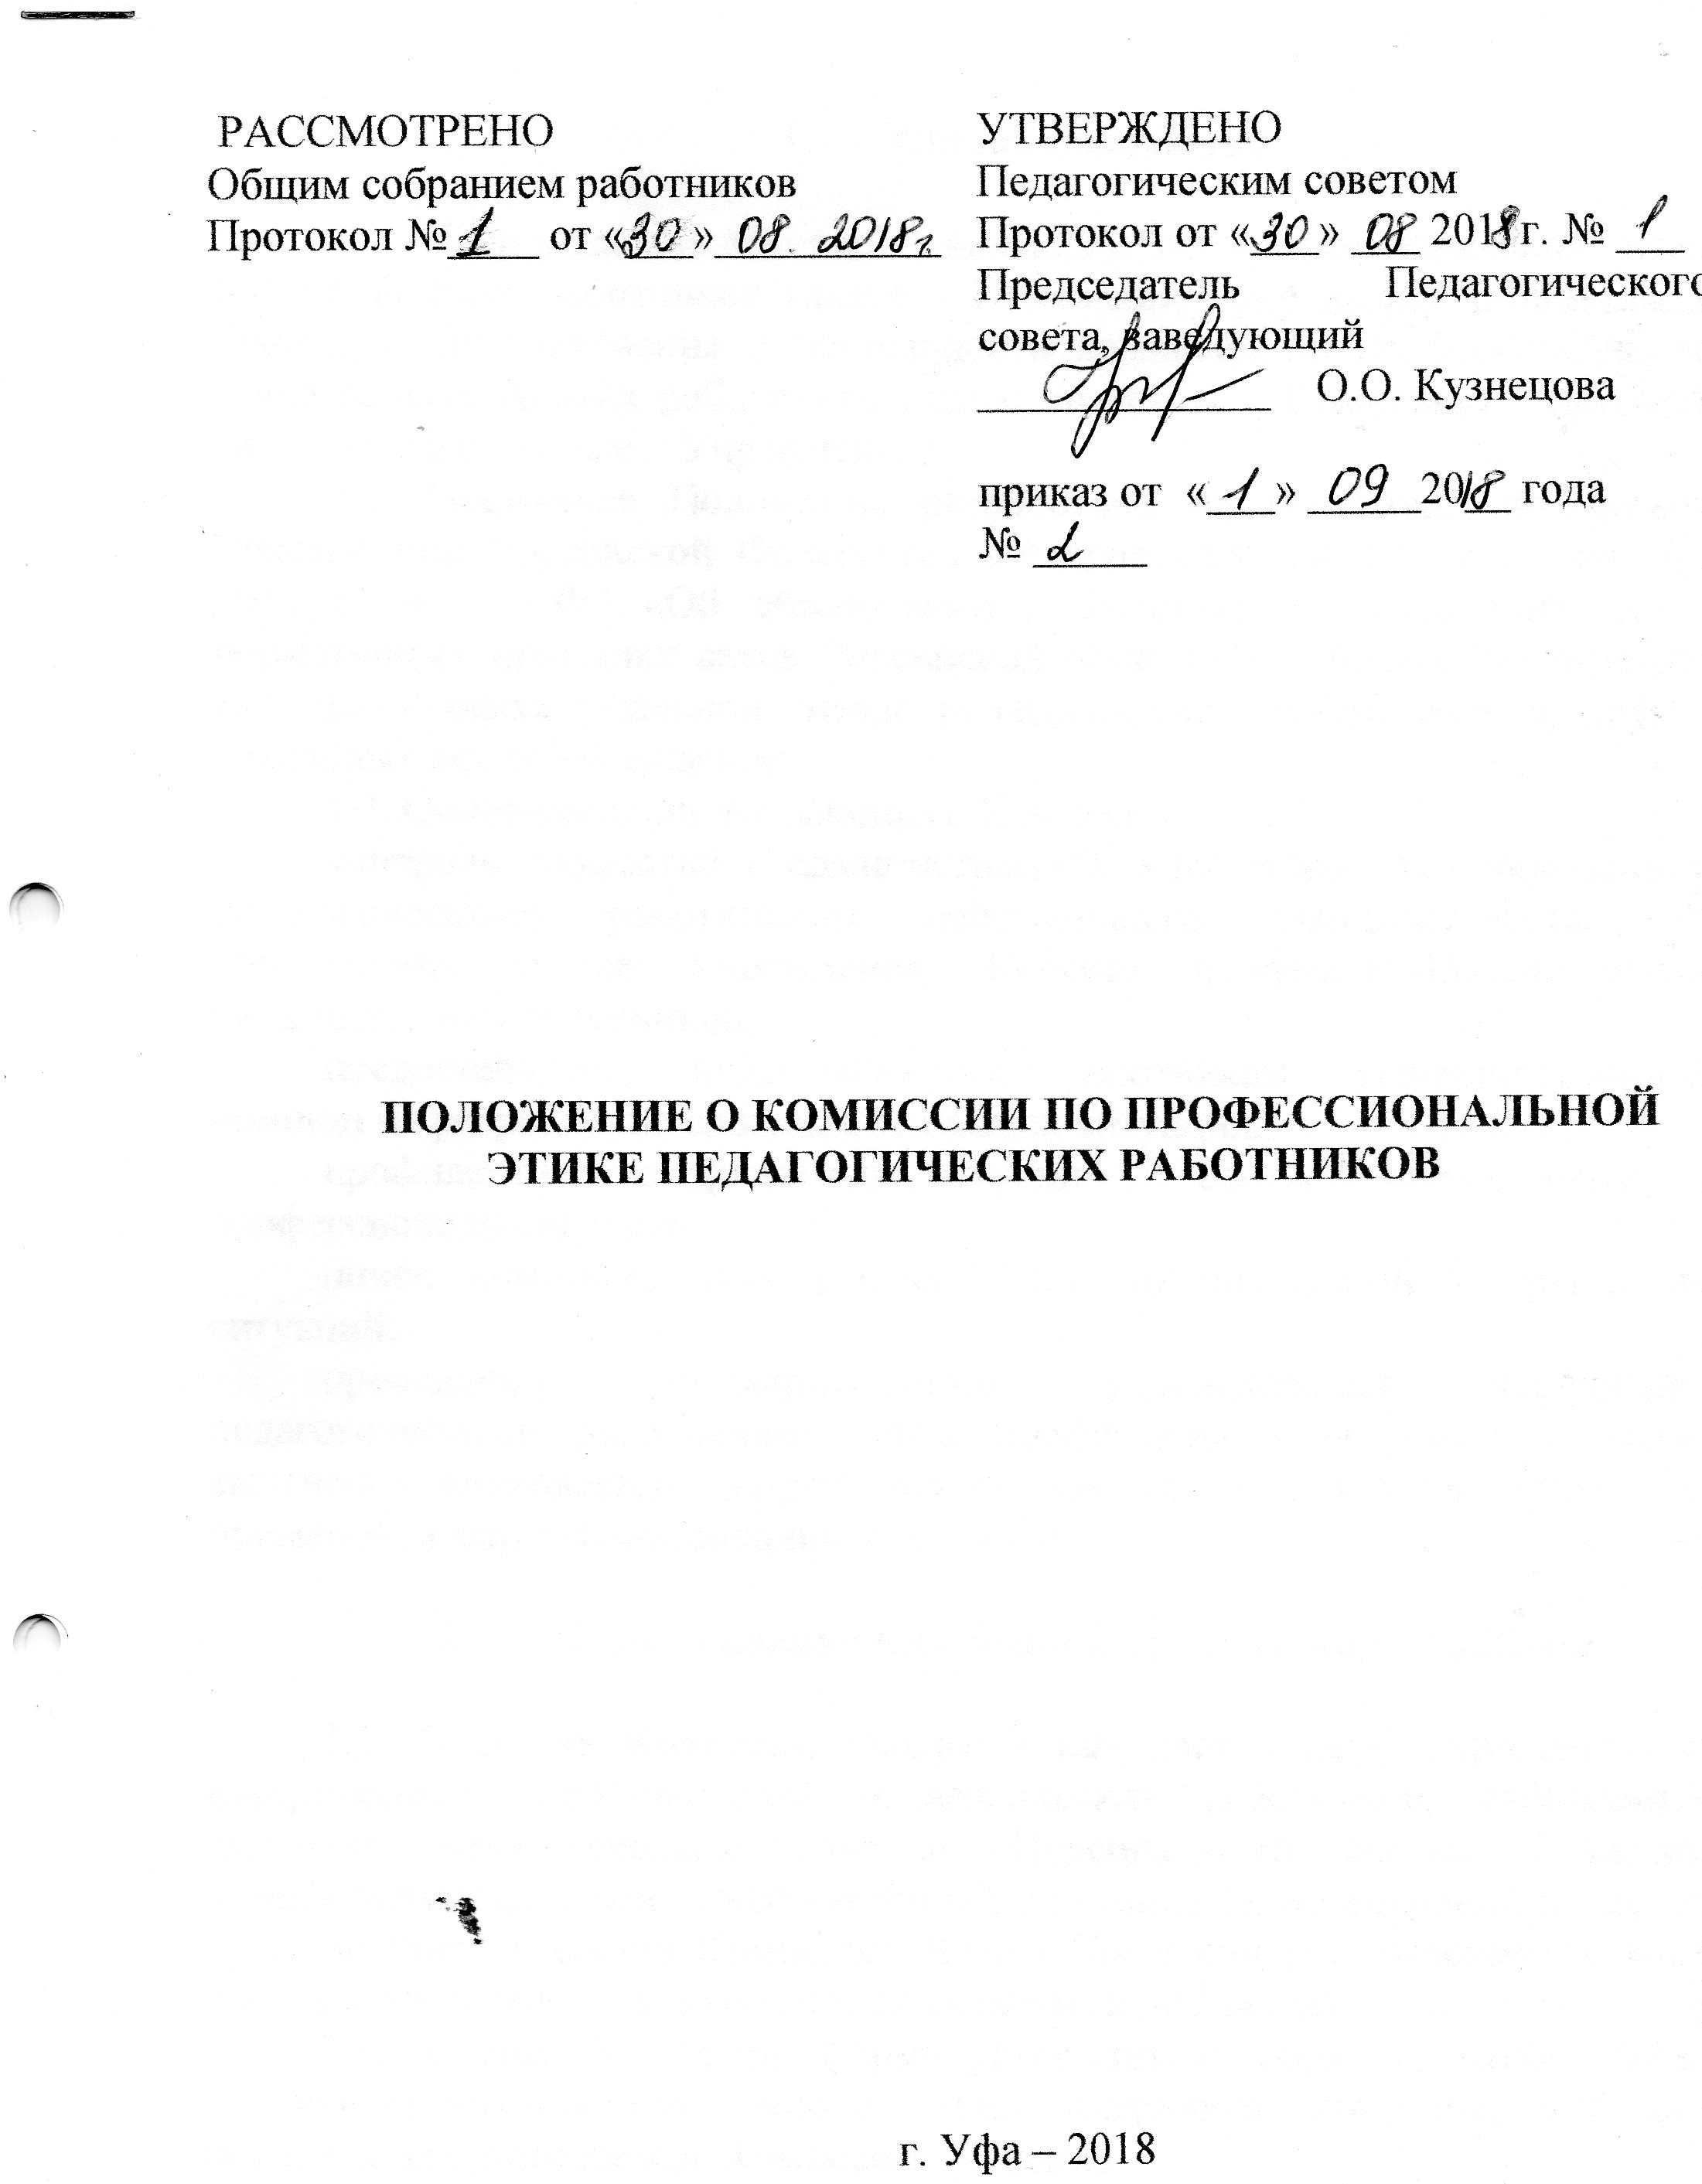 РАССМОТРЕНО
Общим собранием работников
Протокол № 1 от «30» 08. 2018г.
УТВЕРЖДЕНО
Педагогическим советом
Протокол от «30» 08 2018г. № 1
Председатель Педагогического
совета, заведующий
О.О. Кузнецова
приказ от «1» 09 2018 года
№ 2
ПОЛОЖЕНИЕ О КОМИССИИ ПО ПРОФЕССИОНАЛЬНОЙ
ЭТИКЕ ПЕДАГОГИЧЕСКИХ РАБОТНИКОВ
г. Уфа – 2018